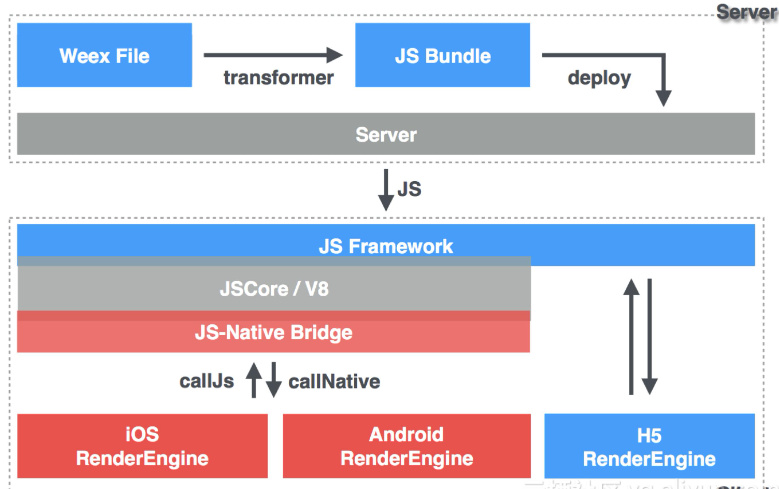 Server
Weex File
transformer
JS Bundle
deploy
Server
JS
JS Framework
JSCore / V8
JS-Native Bridge
callJs
callNative
iOS
RenderEngine
Android
RenderEngine
H5
RenderEngine